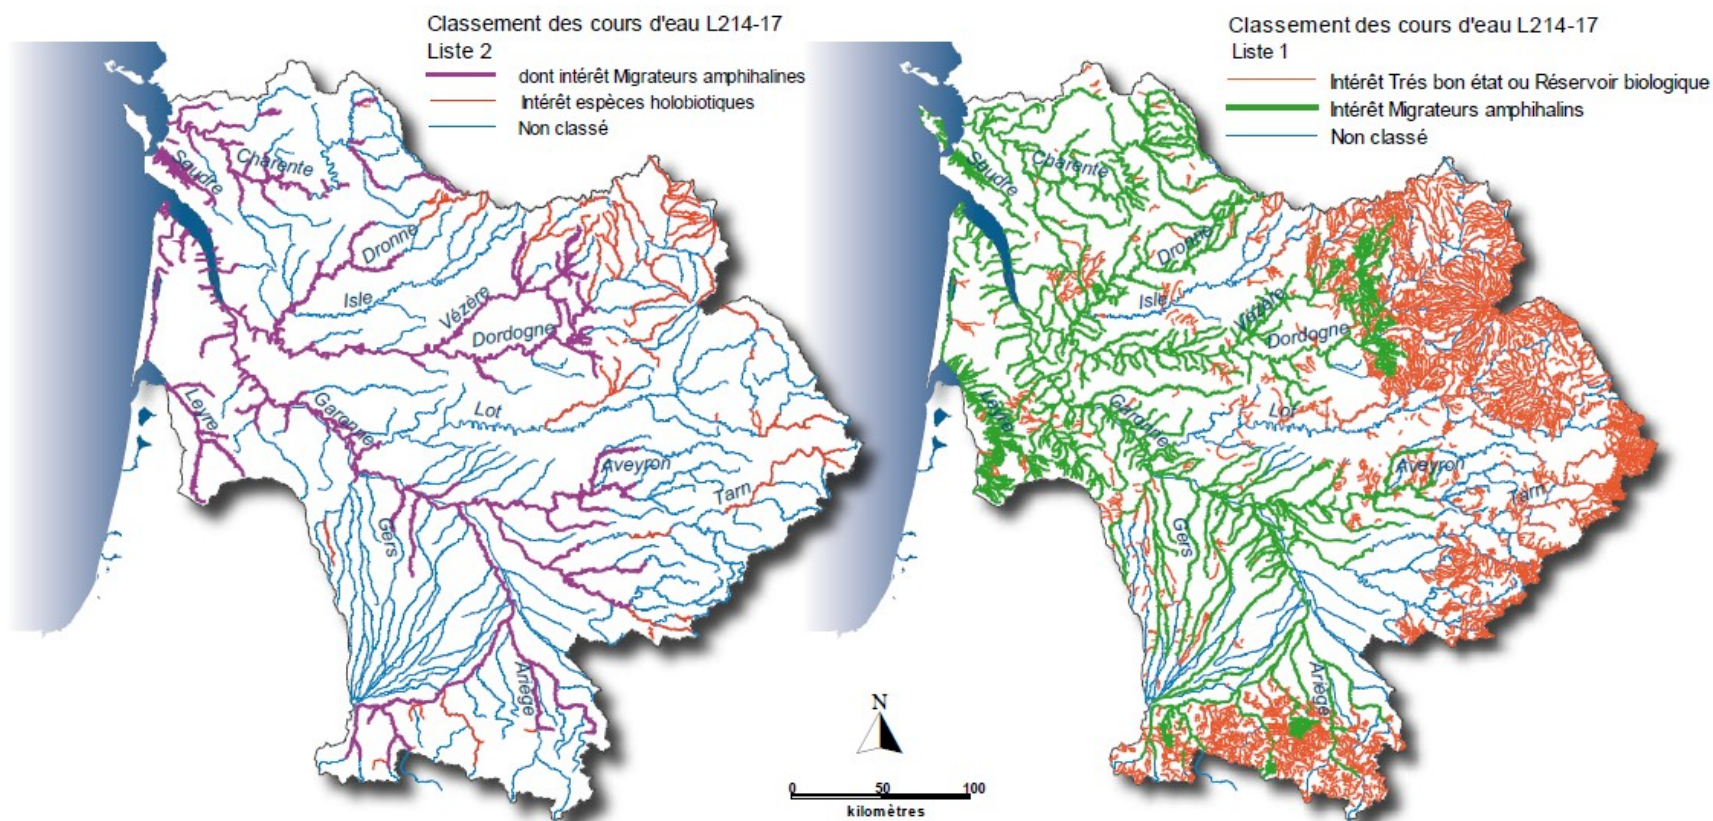 Classement des cours d'eau L214-17
Liste 2
dont intérêt Migrateurs amphihalines
Intérêt espèces holobiotiques
Non classé
Seudre
Charente
Dronne
Isle
Vézère
Dordogne
Leyre
Garonne
Lot
Aveyron
Tarn
Gers
Ariège
Classement des cours d'eau L214-17
Liste 1
Intérêt Trés bon état ou Réservoir biologique
Intérêt Migrateurs amphihalins
Non classé
Seudre
Charente
Dronne
Isle
Vézère
Dordogne
Leyre
Garonne
Lot
Aveyron
Tarn
Gers
Ariège
N
0 50 100
kilomètres